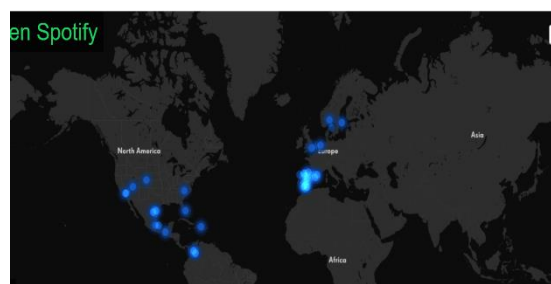 en Spotify
North America
Europe
Asia
Africa